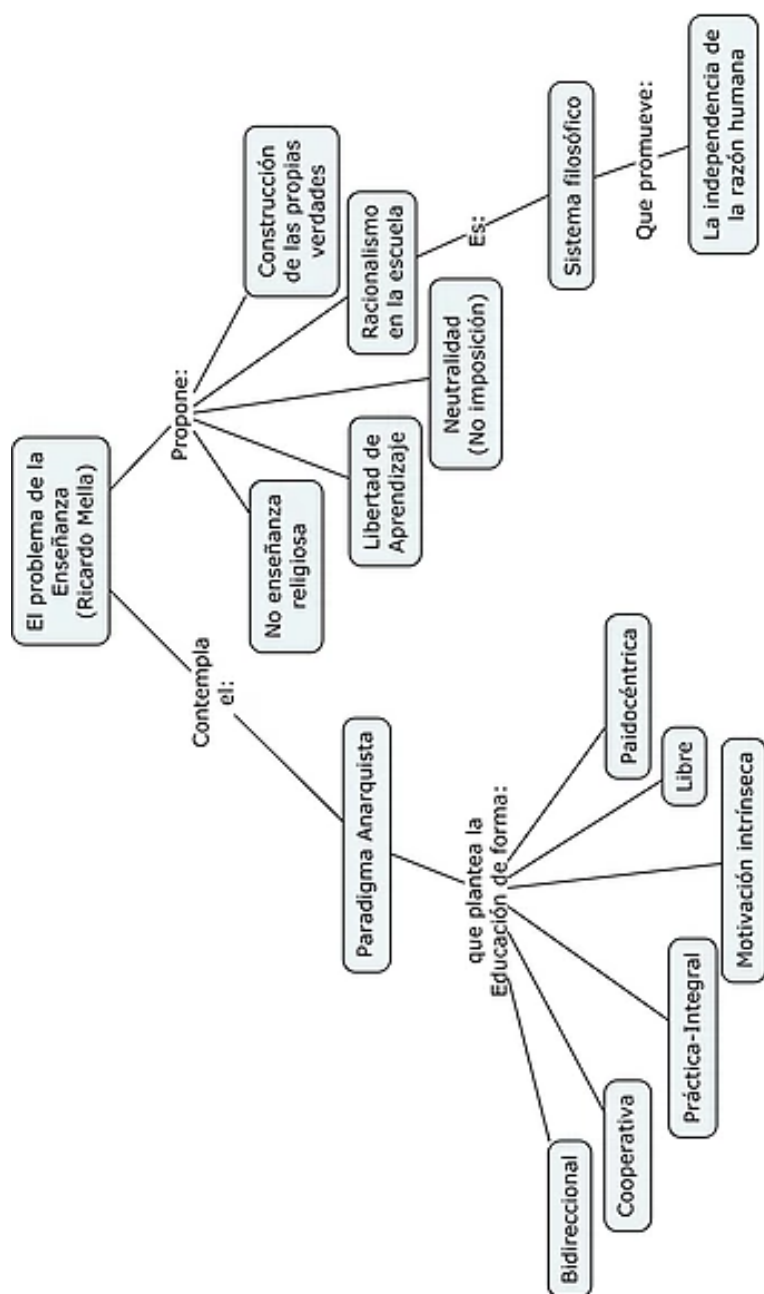 El problema de la
Enseñanza
(Ricardo Mella)
Contempla
el:
Propone:
Paradigma Anarquista
que plantea la
Educación de forma:
Bidireccional
Cooperativa
Práctica-Integral
Motivación intrínseca
Libre
Paidocéntrica
No enseñanza
religiosa
Libertad de
Aprendizaje
Neutralidad
(No imposición)
Racionalismo
en la escuela
Construcción
de las propias
verdades
Es:
Sistema filosófico
Que promueve:
La independencia de
la razón humana